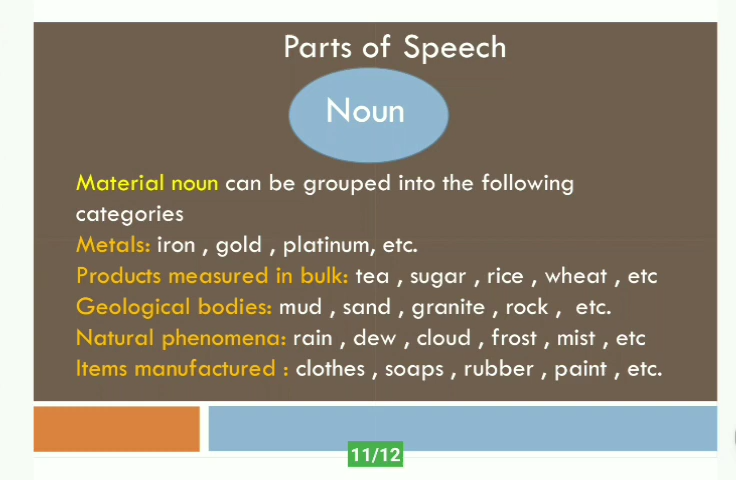 Parts of Speech
Noun
Material noun can be grouped into the following
categories
Metals: iron , gold , platinum, etc.
Products measured in bulk: tea , sugar , rice , wheat , etc
Geological bodies: mud , sand , granite , rock ,  etc.
Natural phenomena: rain , dew , cloud , frost , mist , etc
Items manufactured : clothes , soaps , rubber , paint , etc.
11/12